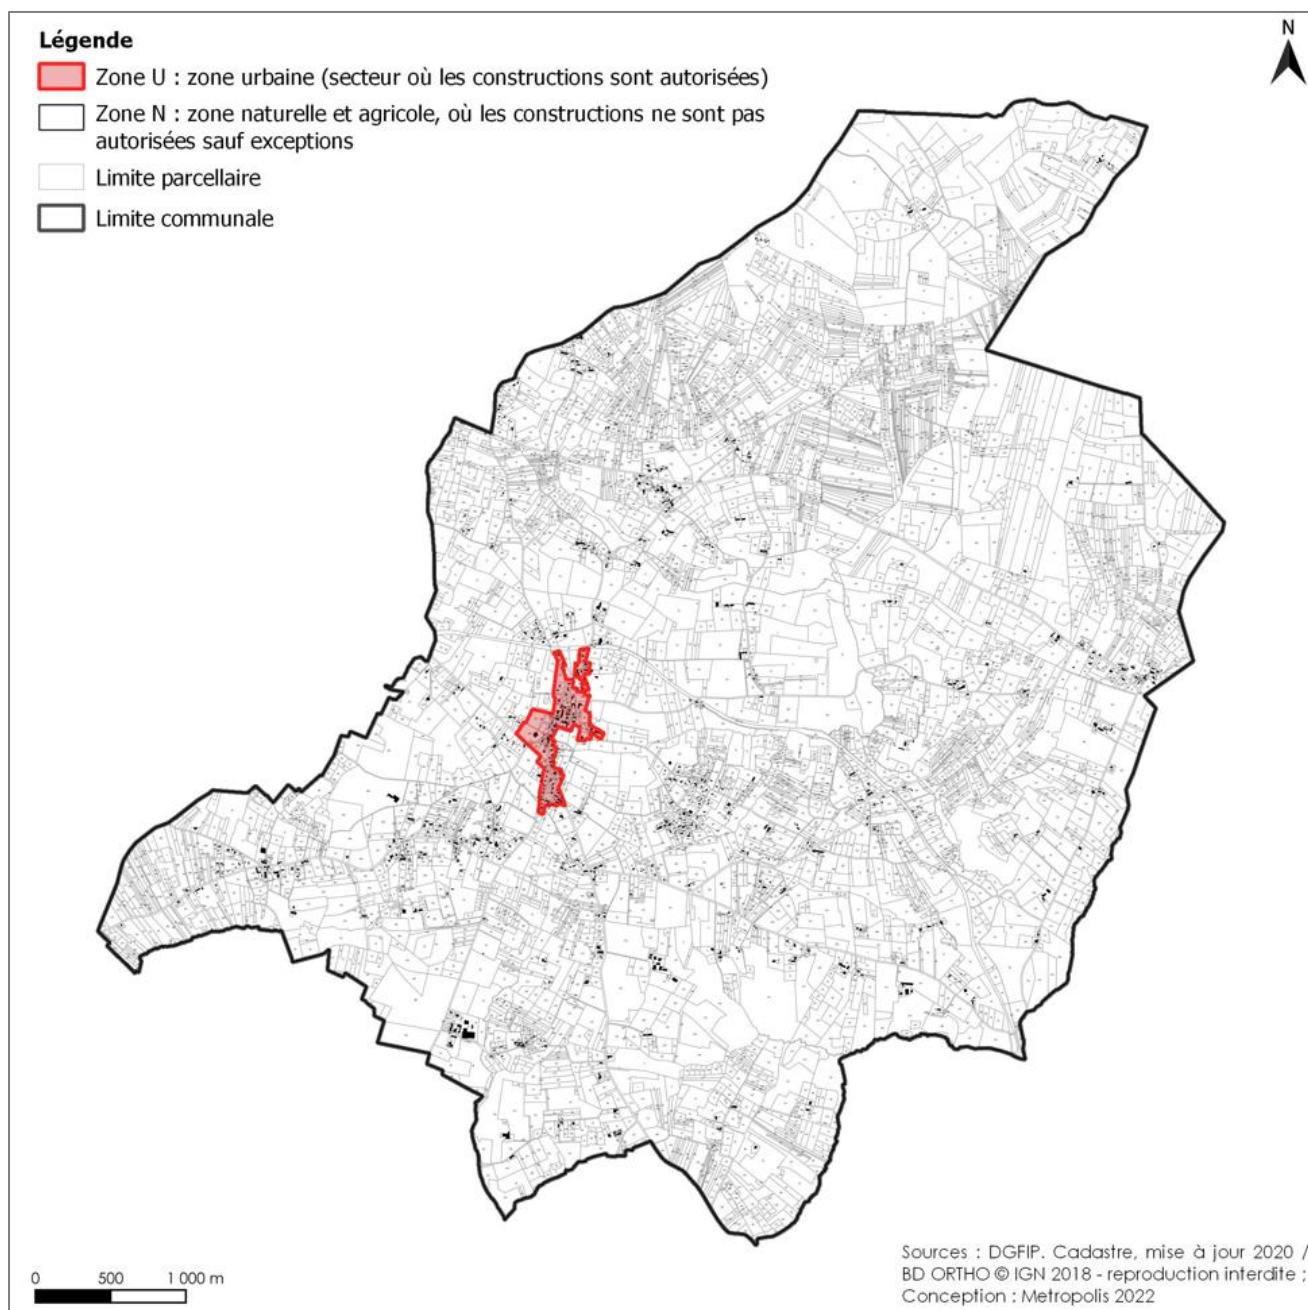 Légende
Zone U : zone urbaine (secteur où les constructions sont autorisées)
Zone N : zone naturelle et agricole, où les constructions ne sont pas
autorisées sauf exceptions
Limite parcellaire
Limite communale
N
0 500 1 000 m
Sources : DGFIP. Cadastre, mise à jour 2020 /
BD ORTHO © IGN 2018 - reproduction interdite ;
Conception : Metropolis 2022